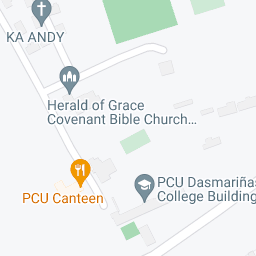 KA ANDY
Herald of Grace
Covenant Bible Church...
PCU Dasmariñas
College Building
PCU Canteen